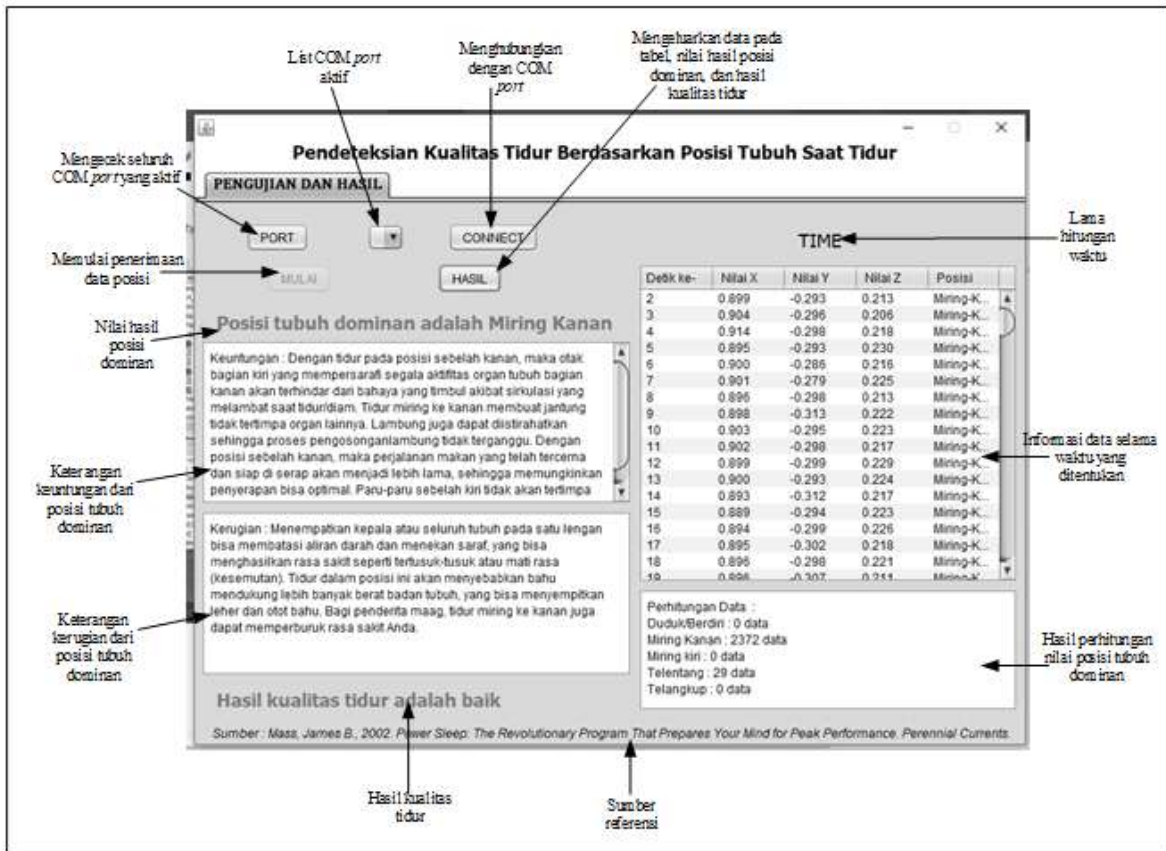 List COM port
aktif
Menghubungkan
dengan COM
port
Mengeluarkan data pada
tabel, nilai hasil posisi
dominan, dan hasil
kualitas tidur
Mengecek seluruh
COM port yang aktif
Memulai penerimaan
data posisi
Nilai hasil
posisi
dominan
Keterangan
keuntungan dari
posisi tubuh
dominan
Keterangan
kerugian dari
posisi tubuh
dominan
Pendeteksian Kualitas Tidur Berdasarkan Posisi Tubuh Saat Tidur
PENGUJIAN DAN HASIL
PORT
CONNECT
MULAI
HASIL
TIME
Posisi tubuh dominan adalah Miring Kanan
Keuntungan : Dengan tidur pada posisi sebelah kanan, maka otak
bagian kiri yang mempersarafi segala aktifitas organ tubuh bagian
kanan akan terhindar dari bahaya yang timbul akibat sirkulasi yang
melambat saat tidur/diam. Tidur miring ke kanan membuat jantung
tidak tertimpa organ lainnya. Lambung juga dapat diistirahatkan
sehingga proses pengosonganlambung tidak terganggu. Dengan
posisi sebelah kanan, maka perjalanan makan yang telah tercerna
dan siap di serap akan menjadi lebih lama, sehingga memungkinkan
penyerapan bisa optimal. Paru-paru sebelah kiri tidak akan tertimpa
Kerugian : Menempatkan kepala atau seluruh tubuh pada satu lengan
bisa membatasi aliran darah dan menekan saraf, yang bisa
menghasilkan rasa sakit seperti tertusuk-tusuk atau mati rasa
(kesemutan). Tidur dalam posisi ini akan menyebabkan bahu
mendukung lebih banyak berat badan tubuh, yang bisa menyempitkan
leher dan otot bahu. Bagi penderita maag, tidur miring ke kanan juga
dapat memperburuk rasa sakit Anda.
Hasil kualitas tidur adalah baik
Detik ke- Nilai X Nilai Y Nilai Z Posisi
2 0.899 -0.293 0.213 Miring-K...
3 0.904 -0.296 0.206 Miring-K...
4 0.914 -0.298 0.218 Miring-K...
5 0.895 -0.293 0.230 Miring-K...
6 0.900 -0.286 0.216 Miring-K...
7 0.901 -0.279 0.225 Miring-K...
8 0.896 -0.298 0.213 Miring-K...
9 0.898 -0.313 0.222 Miring-K...
10 0.903 -0.295 0.223 Miring-K...
11 0.902 -0.298 0.217 Miring-K...
12 0.899 -0.299 0.229 Miring-K...
13 0.900 -0.293 0.224 Miring-K...
14 0.893 -0.312 0.217 Miring-K...
15 0.889 -0.294 0.223 Miring-K...
16 0.894 -0.299 0.226 Miring-K...
17 0.895 -0.302 0.218 Miring-K...
18 0.896 -0.298 0.221 Miring-K...
19 0.896 -0.307 0.211 Miring-K...
Perhitungan Data :
Duduk/Berdiri : 0 data
Miring Kanan : 2372 data
Miring kiri : 0 data
Telentang : 29 data
Telangkup : 0 data
Sumber : Mass, James B., 2002. Power Sleep: The Revolutionary Program That Prepares Your Mind for Peak Performance. Perennial Currents.
Lama
hitungan
waktu
Informasi data selama
waktu yang
ditentukan
Hasil perhitungan
nilai posisi tubuh
dominan
Hasil kualitas
tidur
Sumber
referensi